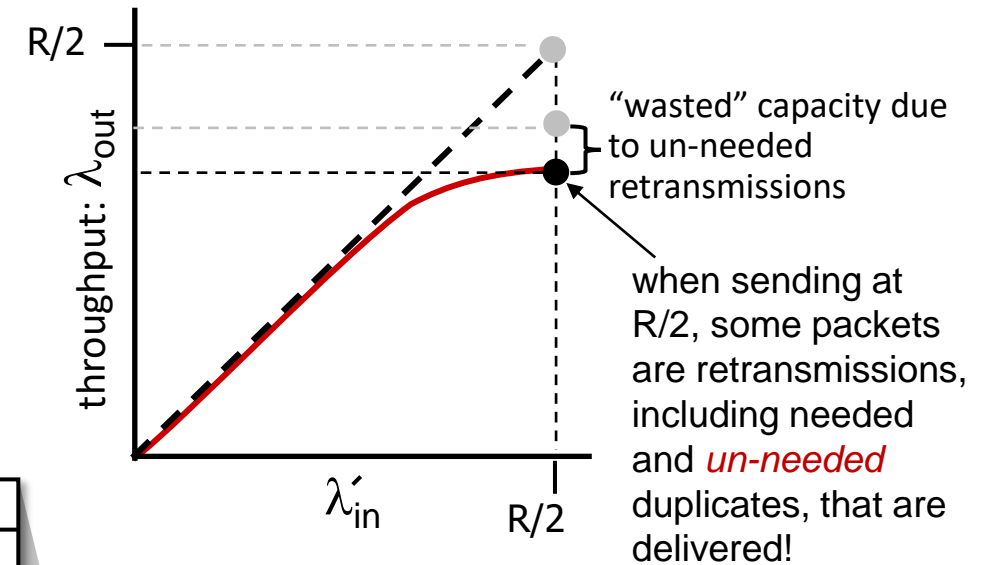 R/2
throughput: λout
“wasted” capacity due
to un-needed
retransmissions
when sending at
R/2, some packets
are retransmissions,
including needed
and un-needed
duplicates, that are
delivered!
λ′in
R/2